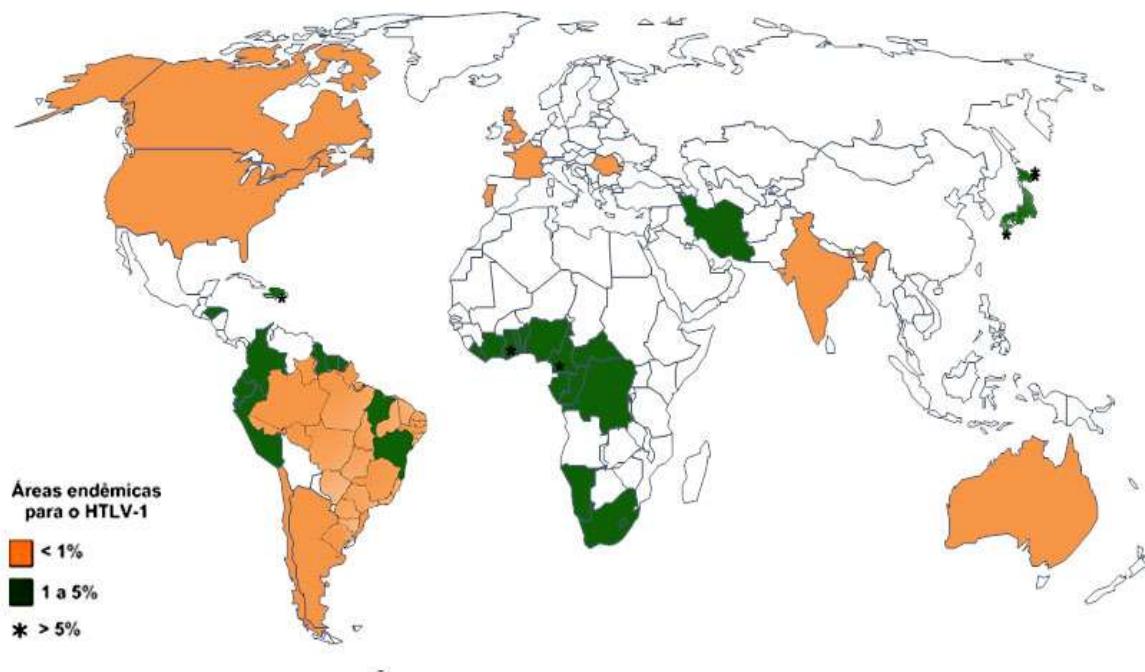 Áreas endêmicas
para o HTLV-1
< 1%
1 a 5%
* > 5%